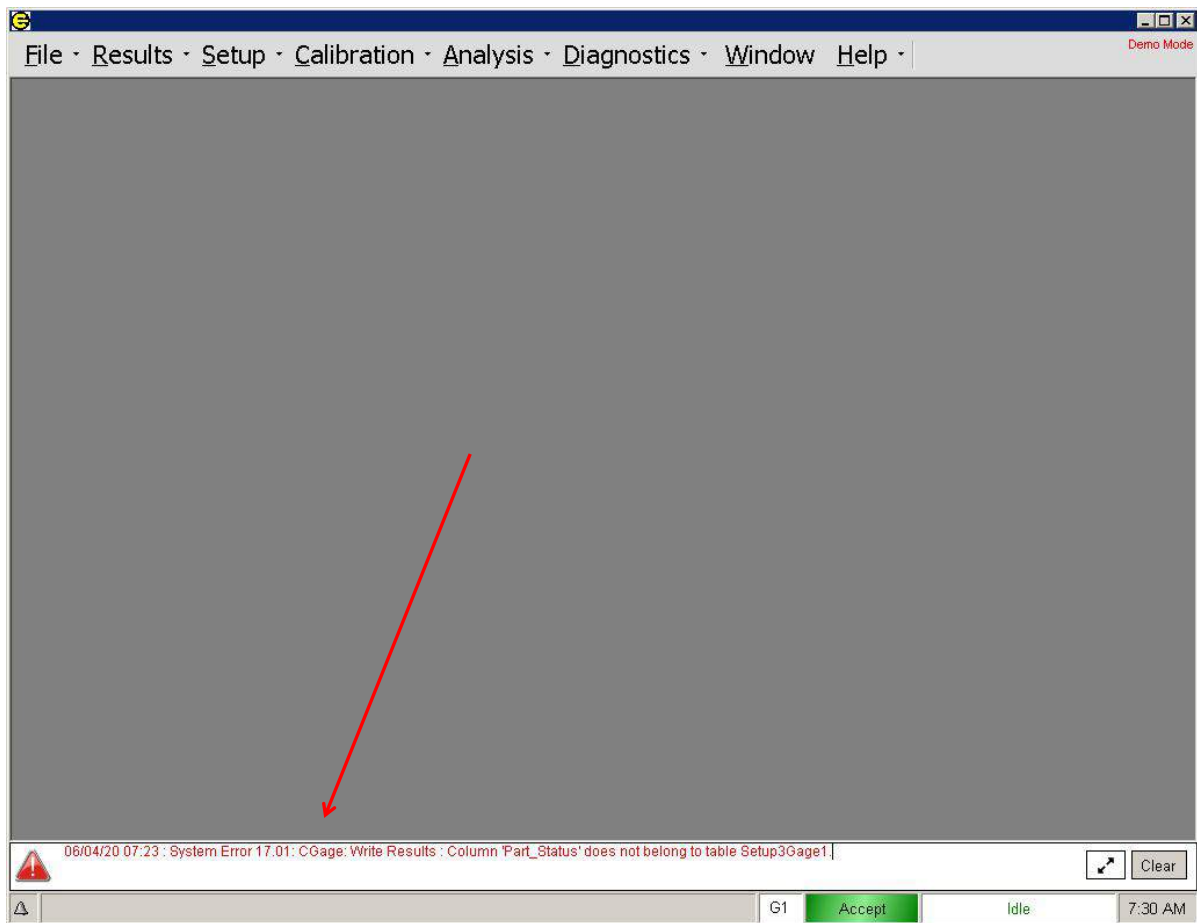 File · Results · Setup · Calibration · Analysis · Diagnostics · Window Help ·
Demo Mode
06/04/20 07:23 : System Error 17.01: CGage: Write Results : Column 'Part_Status' does not belong to table Setup3Gage1.
Clear
G1 Accept Idle 7:30 AM